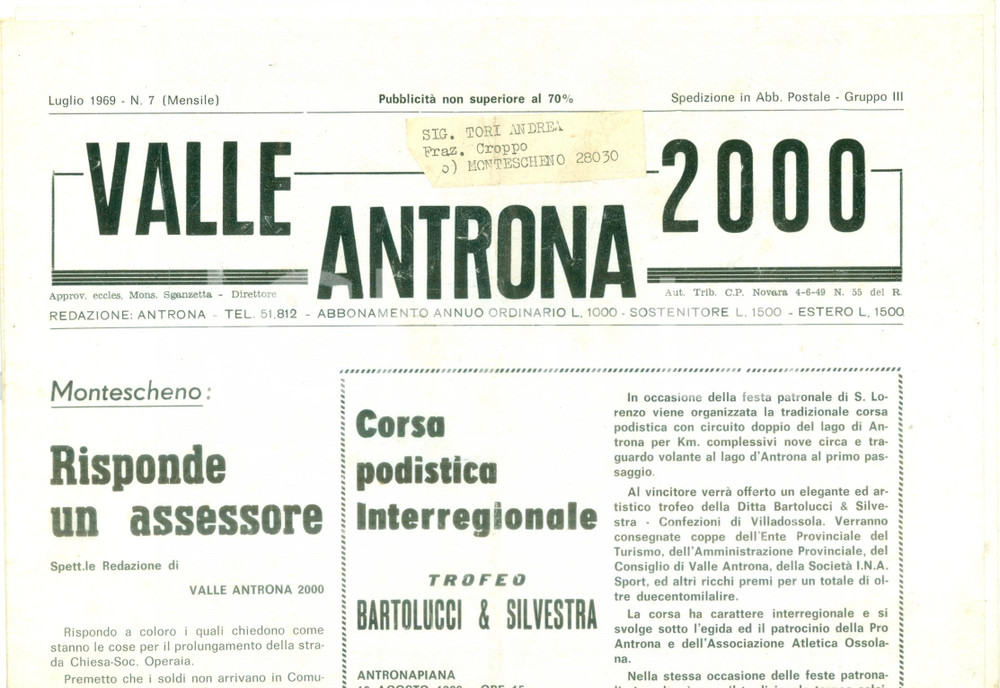 Luglio 1969 - N. 7 (Mensile)
Pubblicità non superiore al 70%
Spedizione in Abb. Postale - Gruppo III
SIG. TORI ANDREA
Fraz. Croppo
o) MONTESCHENO 28030
VALLE ANTRONA 2000
Approv. eccles, Mons. Sganzetta - Direttore
Aut. Trib. C.P. Novara 4-6-49 N. 55 del R.
REDAZIONE: ANTRONA - TEL. 51.812 - ABBONAMENTO ANNUO ORDINARIO L. 1000 - SOSTENITORE L. 1500 - ESTERO L. 1500
Montescheno:
Risponde
un assessore
Spett.le Redazione di
VALLE ANTRONA 2000
Rispondo a coloro i quali chiedono come
stanno le cose per il prolungamento della stra-
da Chiesa-Soc. Operaia.
Premetto che i soldi non arrivano in Comu-
Corsa
podistica
Interregionale
TROFEO
BARTOLUCCI & SILVESTRA
ANTRONAPIANA
In occasione della festa patronale di S. Lo-
renzo viene organizzata la tradizionale corsa
podistica con circuito doppio del lago di An-
trona per Km. complessivi nove circa e tra-
guardo volante al lago d'Antrona al primo pas-
saggio.
Al vincitore verrà offerto un elegante ed ar-
tistico trofeo della Ditta Bartolucci & Silve-
stra - Confezioni di Villadossola. Verranno
consegnate coppe dell'Ente Provinciale del
Turismo, dell'Amministrazione Provinciale, del
Consiglio di Valle Antrona, della Società I.N.A.
Sport, ed altri ricchi premi per un totale di ol-
tre duecentomilalire.
La corsa ha carattere interregionale e si
svolge sotto l'egida ed il patrocinio della Pro
Antrona e dell'Associazione Atletica Ossola-
na.
Nella stessa occasione delle feste patrona-